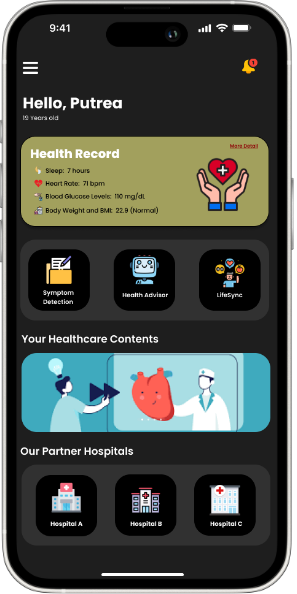 9:41
1
Hello, Putrea
19 Years old
Health Record
More Detail
Sleep: 7 hours
Heart Rate: 71 bpm
Blood Glucose Levels: 110 mg/dL
Body Weight and BMI: 22.9 (Normal)
Symptom
Detection
Health Advisor
LifeSync
Your Healthcare Contents
Our Partner Hospitals
Hospital A
Hospital B
Hospital C